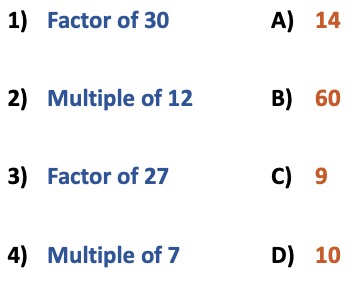 1) Factor of 30 A) 14
2) Multiple of 12 B) 60
3) Factor of 27 C) 9
4) Multiple of 7 D) 10